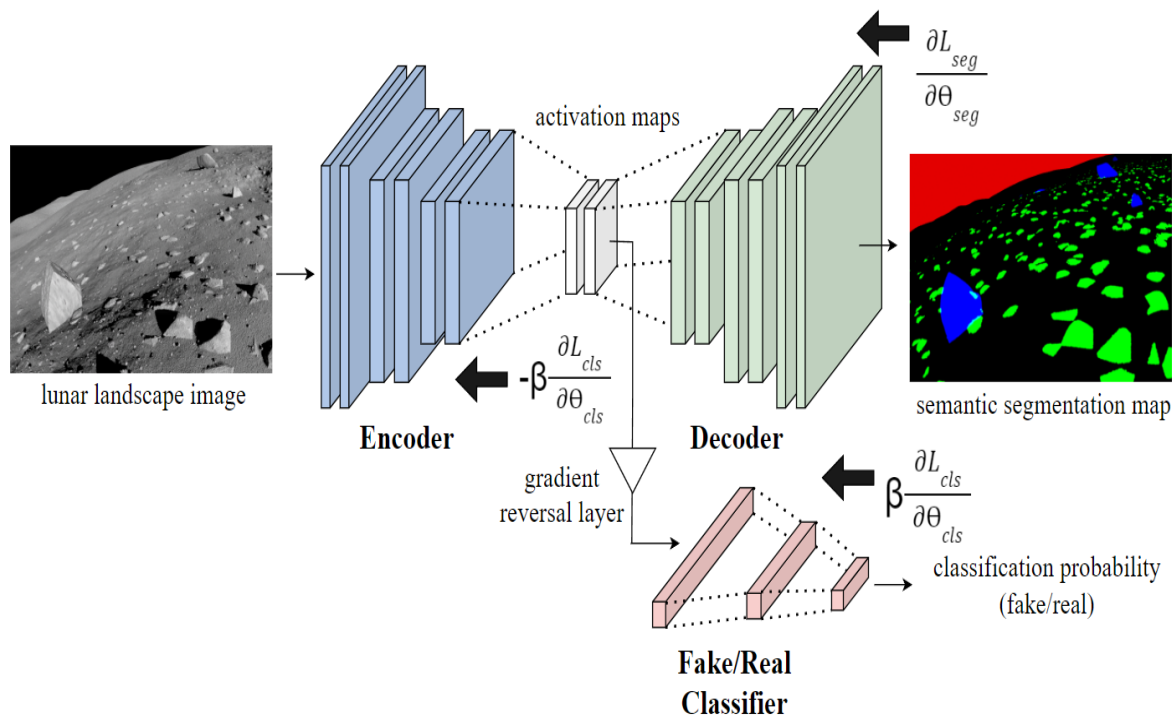 ∂L_seg
∂θ_seg
activation maps
lunar landscape image
-β ∂L_cls
∂θ_cls
semantic segmentation map
Encoder
Decoder
gradient
reversal layer
β ∂L_cls
∂θ_cls
classification probability
(fake/real)
Fake/Real
Classifier